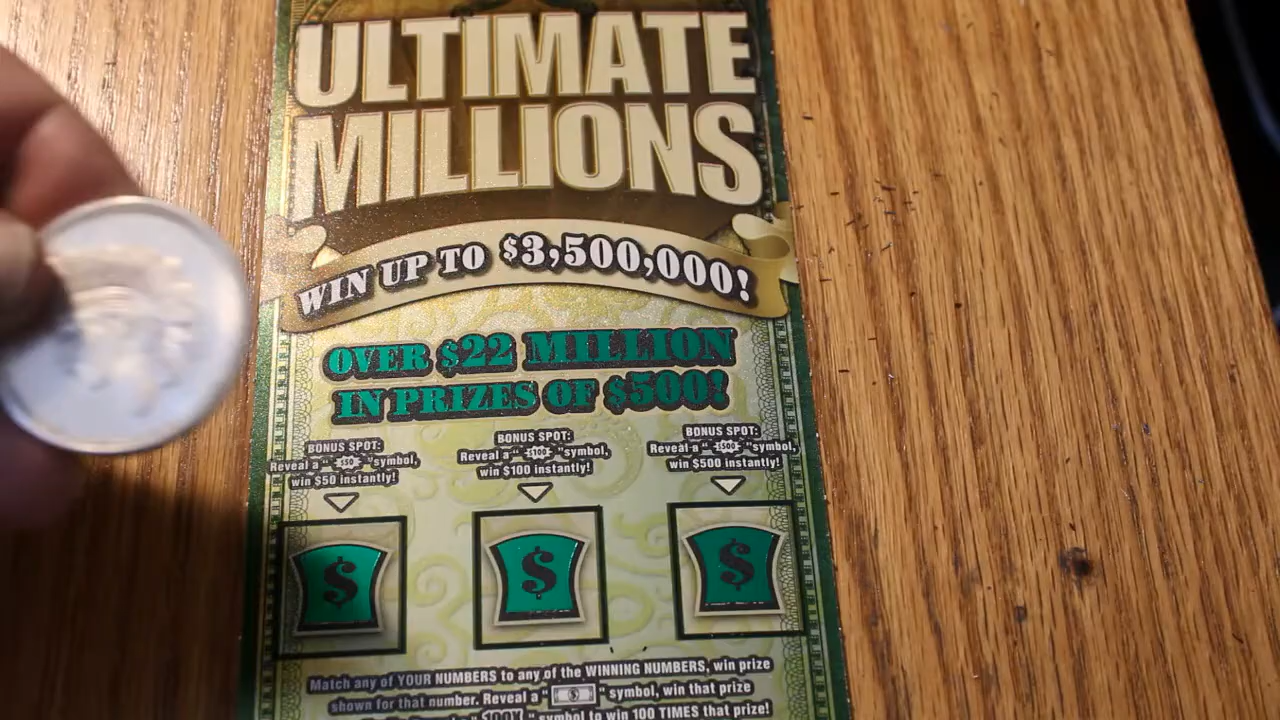 ULTIMATE
MILLIONS
WIN UP TO $3,500,000!
OVER $22 MILLION
IN PRIZES OF $500!
BONUS SPOT:
Reveal a "$50" symbol,
win $50 instantly!
BONUS SPOT:
Reveal a "$100" symbol,
win $100 instantly!
BONUS SPOT:
Reveal a "$500" symbol,
win $500 instantly!
$ $ $
Match any of YOUR NUMBERS to any of the WINNING NUMBERS, win prize
shown for that number. Reveal a " " symbol, win that prize
100X" symbol to win 100 TIMES that prize!